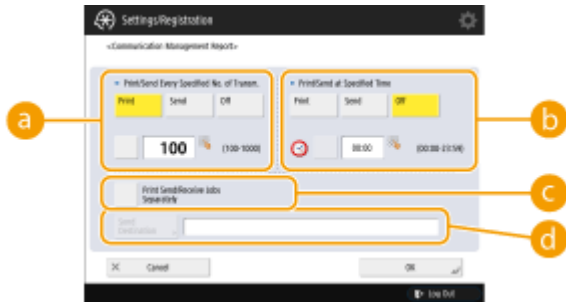 Settings/Registration
<Communication Management Report>
Print/Send Every Specified No. of Transm.
Print/Send at Specified Time
Print
Send
Off
Print
Send
Off
a
b
100
(100-1000)
00:00
(00:00-23:59)
Print Send/Receive Jobs
Separately
c
Send
Destination
d
Cancel
OK
Log Out